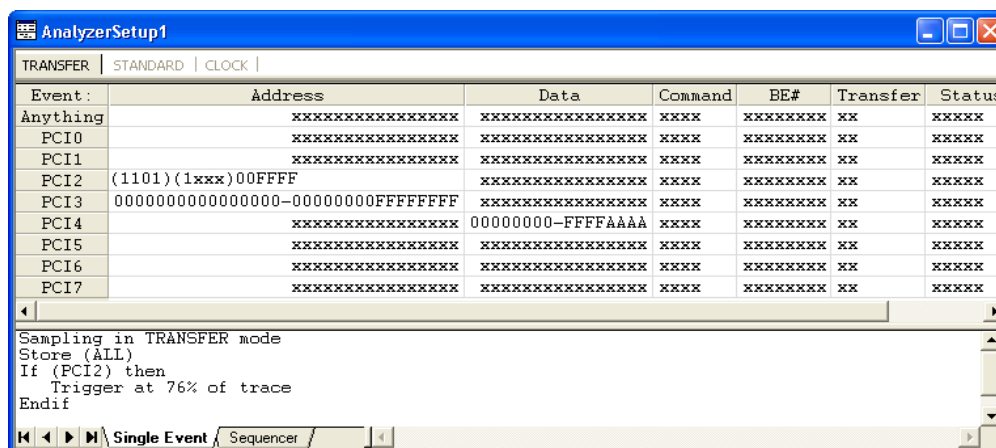 AnalyzerSetup1
TRANSFER | STANDARD | CLOCK |
Event: Address Data Command BE# Transfer Status
Anything xxxxxxxxxxxxxxxx xxxxxxxxxxxxxxxx xxxx xxxxxxxx xx xxxxx
PCI0 xxxxxxxxxxxxxxxx xxxxxxxxxxxxxxxx xxxx xxxxxxxx xx xxxxx
PCI1 xxxxxxxxxxxxxxxx xxxxxxxxxxxxxxxx xxxx xxxxxxxx xx xxxxx
PCI2 (1101)(1xxx)00FFFF xxxxxxxxxxxxxxxx xxxx xxxxxxxx xx xxxxx
PCI3 0000000000000000-00000000FFFFFFFF xxxxxxxxxxxxxxxx xxxx xxxxxxxx xx xxxxx
PCI4 xxxxxxxxxxxxxxxx 00000000-FFFFAAAA xxxx xxxxxxxx xx xxxxx
PCI5 xxxxxxxxxxxxxxxx xxxxxxxxxxxxxxxx xxxx xxxxxxxx xx xxxxx
PCI6 xxxxxxxxxxxxxxxx xxxxxxxxxxxxxxxx xxxx xxxxxxxx xx xxxxx
PCI7 xxxxxxxxxxxxxxxx xxxxxxxxxxxxxxxx xxxx xxxxxxxx xx xxxxx
Sampling in TRANSFER mode
Store (ALL)
If (PCI2) then
Trigger at 76% of trace
Endif
Single Event / Sequencer /